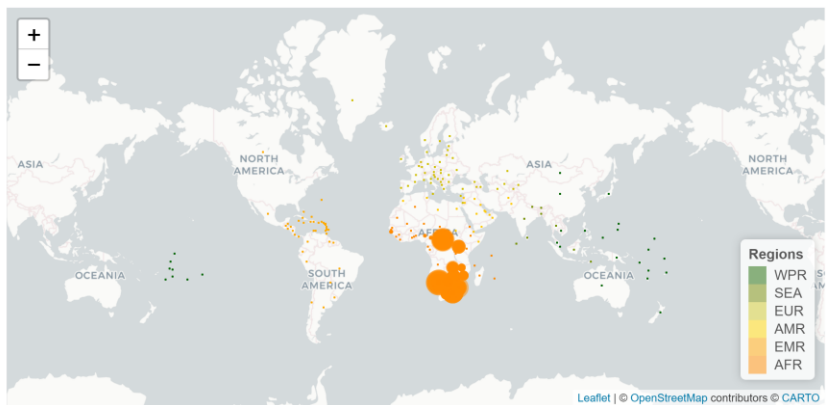 +
−
ASIA
NORTH
AMERICA
ASIA
NORTH
AMERICA
AFRICA
OCEANIA
SOUTH
AMERICA
OCEANIA
Regions
WPR
SEA
EUR
AMR
EMR
AFR
Leaflet | © OpenStreetMap contributors © CARTO